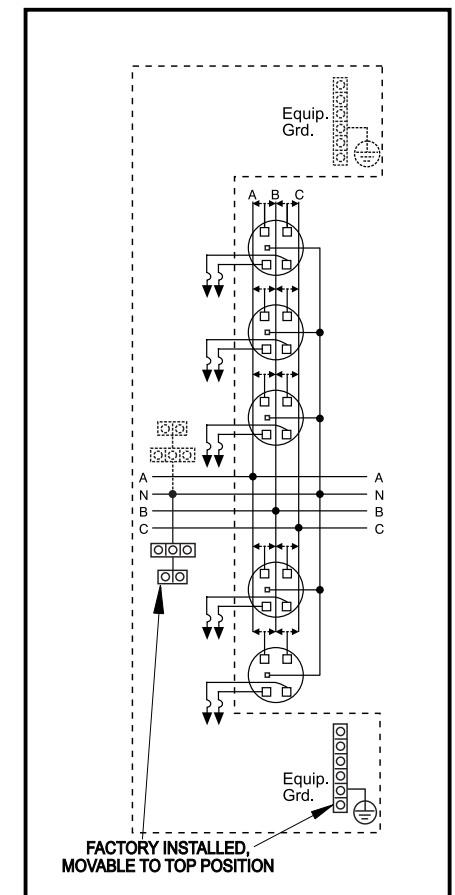 Equip.
Grd.
A B C
A A
N N
B B
C C
Equip.
Grd.
FACTORY INSTALLED,
MOVABLE TO TOP POSITION